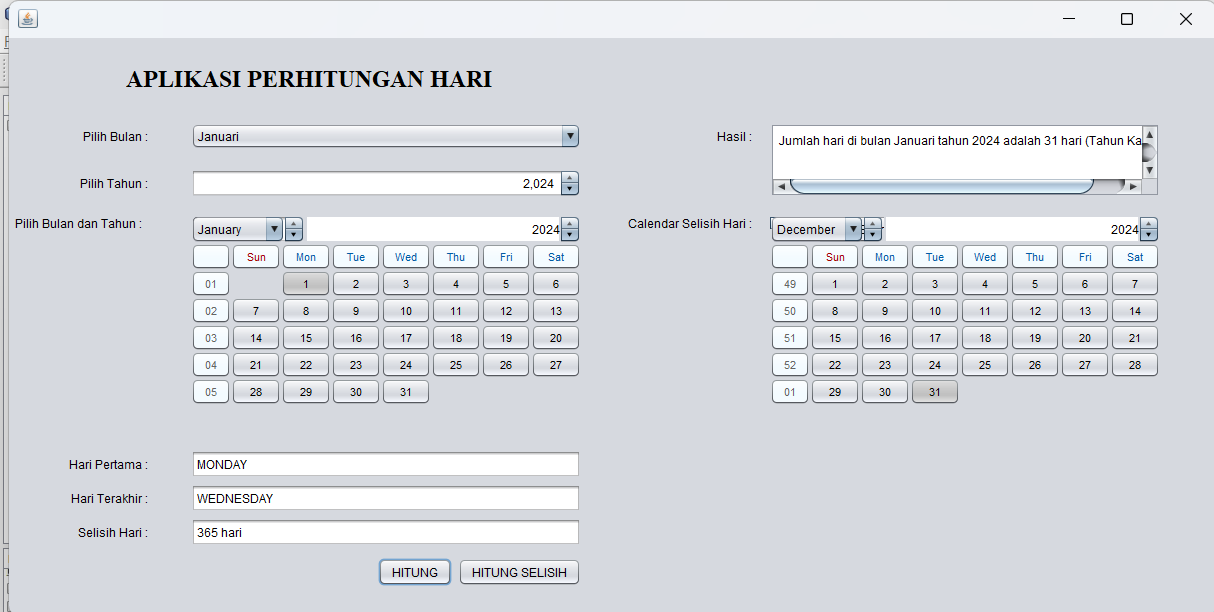 APLIKASI PERHITUNGAN HARI
Pilih Bulan : Januari
Hasil : Jumlah hari di bulan Januari tahun 2024 adalah 31 hari (Tahun Ka
Pilih Tahun : 2,024
Pilih Bulan dan Tahun : January 2024
Sun Mon Tue Wed Thu Fri Sat
01 1 2 3 4 5 6
02 7 8 9 10 11 12 13
03 14 15 16 17 18 19 20
04 21 22 23 24 25 26 27
05 28 29 30 31
Calendar Selisih Hari : December 2024
Sun Mon Tue Wed Thu Fri Sat
49 1 2 3 4 5 6 7
50 8 9 10 11 12 13 14
51 15 16 17 18 19 20 21
52 22 23 24 25 26 27 28
01 29 30 31
Hari Pertama : MONDAY
Hari Terakhir : WEDNESDAY
Selisih Hari : 365 hari
HITUNG HITUNG SELISIH